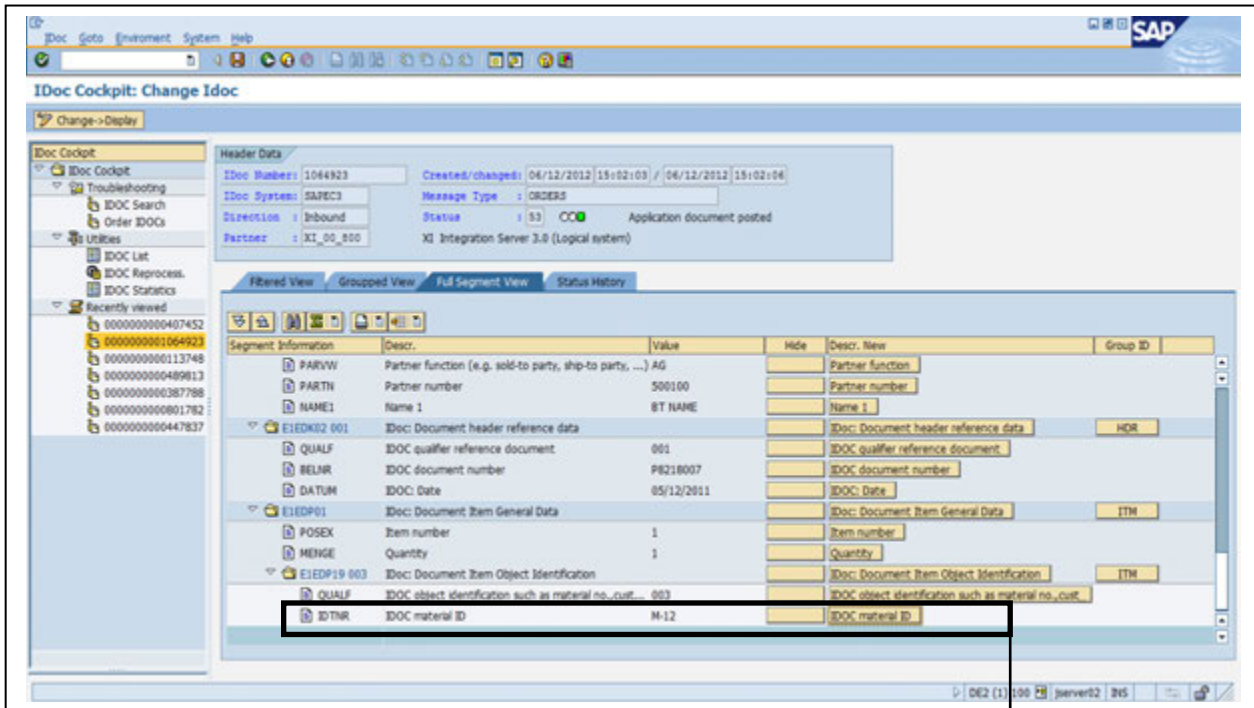 IDoc Goto Enviroment System Help
SAP
IDoc Cockpit: Change Idoc
Change->Display
IDoc Cockpit
IDoc Cockpit
Troubleshooting
IDOC Search
Order IDOCs
Utilities
IDOC List
IDOC Reprocess.
IDOC Statistics
Recently viewed
0000000000407452
0000000001064923
0000000000113748
0000000000489813
0000000000387788
0000000000801782
0000000000447837
Header Data
IDoc Number: 1064923 Created/changed: 06/12/2012 15:02:03 / 06/12/2012 15:02:06
IDoc System: SAPEC3 Message Type : ORDERS
Direction : Inbound Status : 53 Application document posted
Partner : XI_00_800 XI Integration Server 3.0 (Logical system)
Filtered View Groupped View Full Segment View Status History
Segment Information Descr. Value Hide Descr. New Group ID
PARVW Partner function (e.g. sold-to party, ship-to party, ...) AG Partner function
PARTN Partner number 500100 Partner number
NAME1 Name 1 BT NAME Name 1
E1EDK02 001 IDoc: Document header reference data IDoc: Document header reference data HDR
QUALF IDOC qualifier reference document 001 IDOC qualifier reference document
BELNR IDOC document number P8218007 IDOC document number
DATUM IDOC: Date 05/12/2011 IDOC: Date
E1EDP01 IDoc: Document Item General Data IDoc: Document Item General Data ITM
POSEX Item number 1 Item number
MENGE Quantity 1 Quantity
E1EDP19 003 IDoc: Document Item Object Identification IDoc: Document Item Object Identification ITM
QUALF IDOC object identification such as material no.,cust... 003 IDOC object identification such as material no.,cust
IDTNR IDOC material ID M-12 IDOC material ID
DE2 (1) 100 jserver02 INS